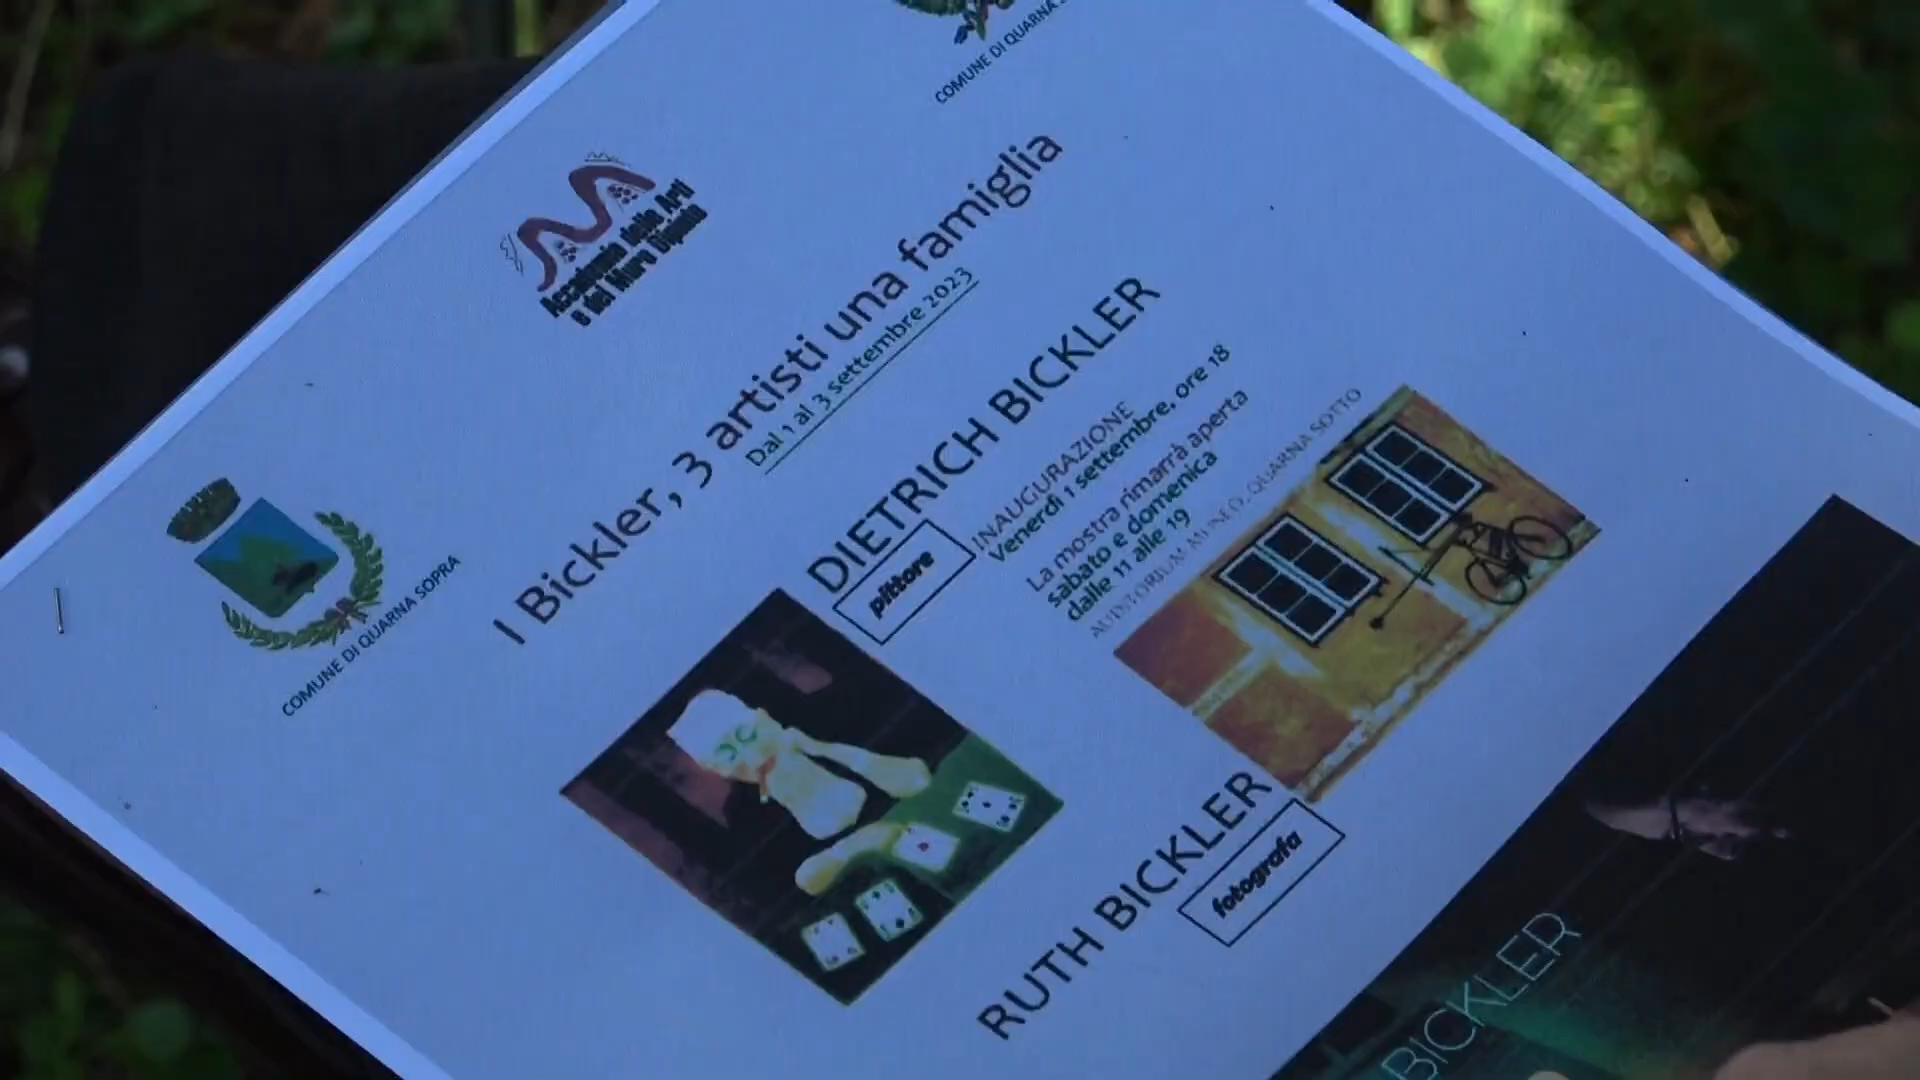 COMUNE DI QUARNA
Accademia delle Arti
e del Muro Dipinto
COMUNE DI QUARNA SOPRA
I Bickler, 3 artisti una famiglia
Dal 1 al 3 settembre 2023
DIETRICH BICKLER
pittore
INAUGURAZIONE
Venerdì 1 settembre, ore 18
La mostra rimarrà aperta
sabato e domenica
dalle 11 alle 19
AUDITORIUM MUSEO, QUARNA SOTTO
RUTH BICKLER
fotografa
BICKLER